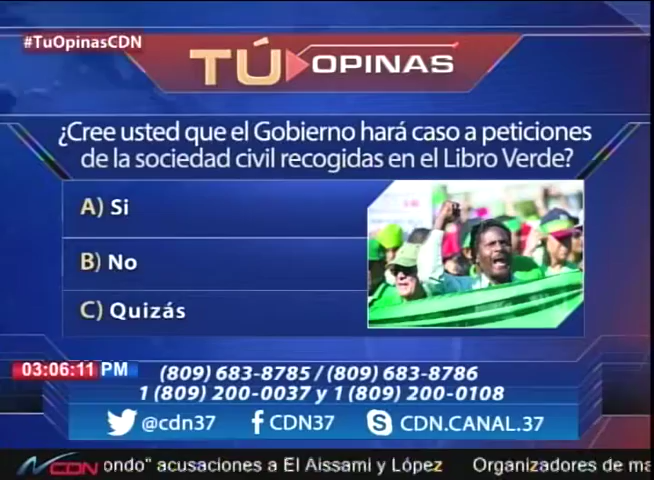 #TuOpinasCDN
TÚ OPINAS
¿Cree usted que el Gobierno hará caso a peticiones
de la sociedad civil recogidas en el Libro Verde?
A) Si
B) No
C) Quizás
03:06:11 PM
(809) 683-8785 / (809) 683-8786
1 (809) 200-0037 y 1 (809) 200-0108
@cdn37 CDN37 CDN.CANAL.37
CDN ondo" acusaciones a El Aissami y López Organizadores de ma